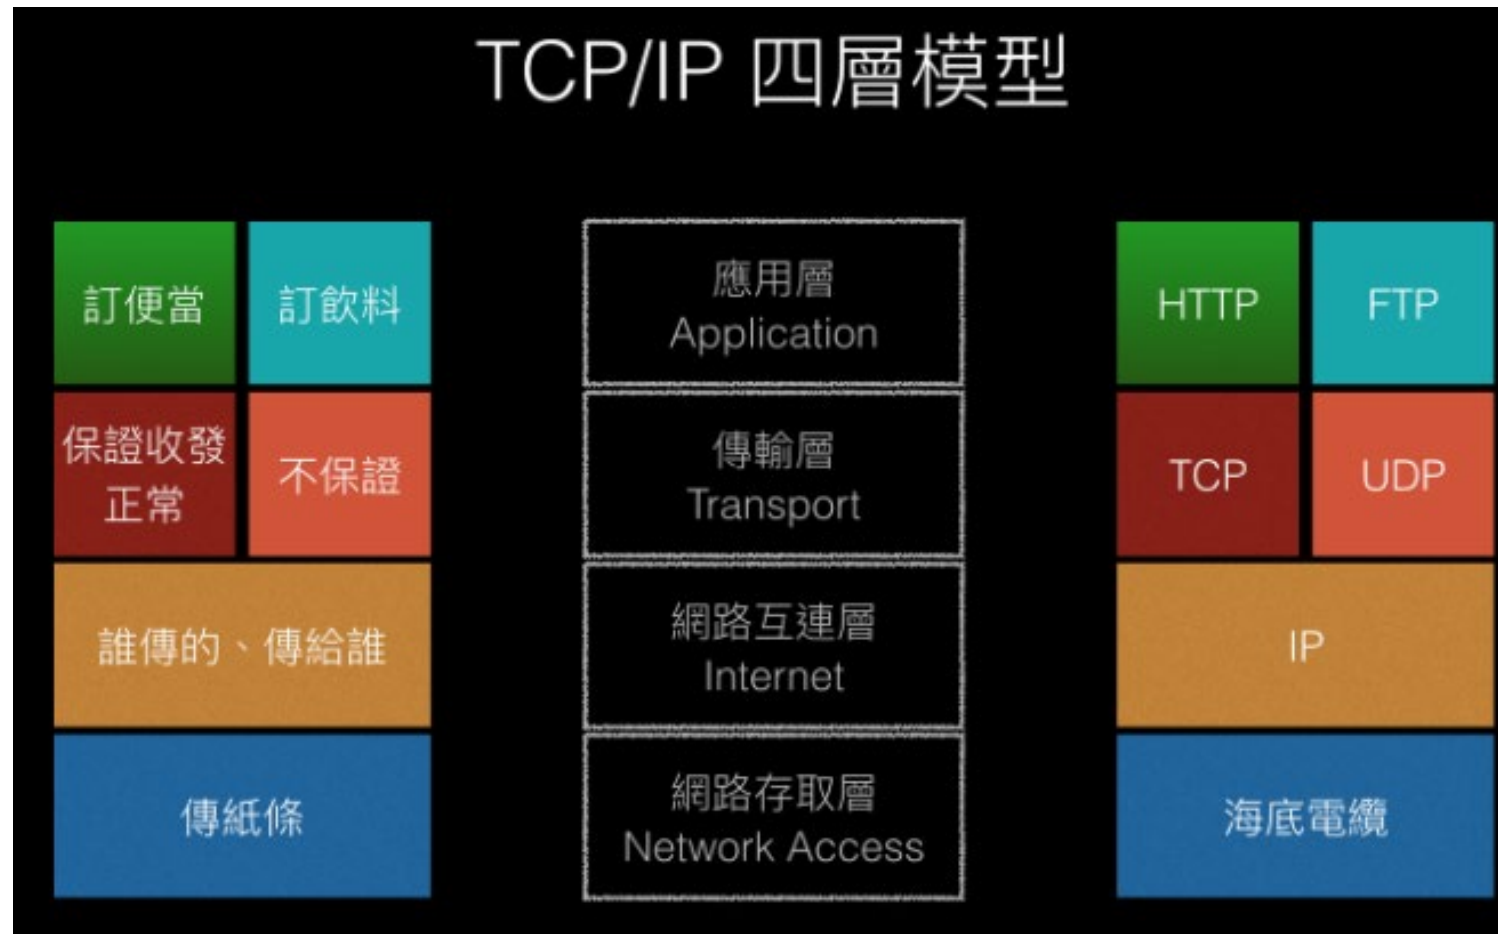 TCP/IP 四層模型
訂便當
訂飲料
應用層
Application
HTTP
FTP
保證收發
正常
不保證
傳輸層
Transport
TCP
UDP
誰傳的、傳給誰
網路互連層
Internet
IP
傳紙條
網路存取層
Network Access
海底電纜